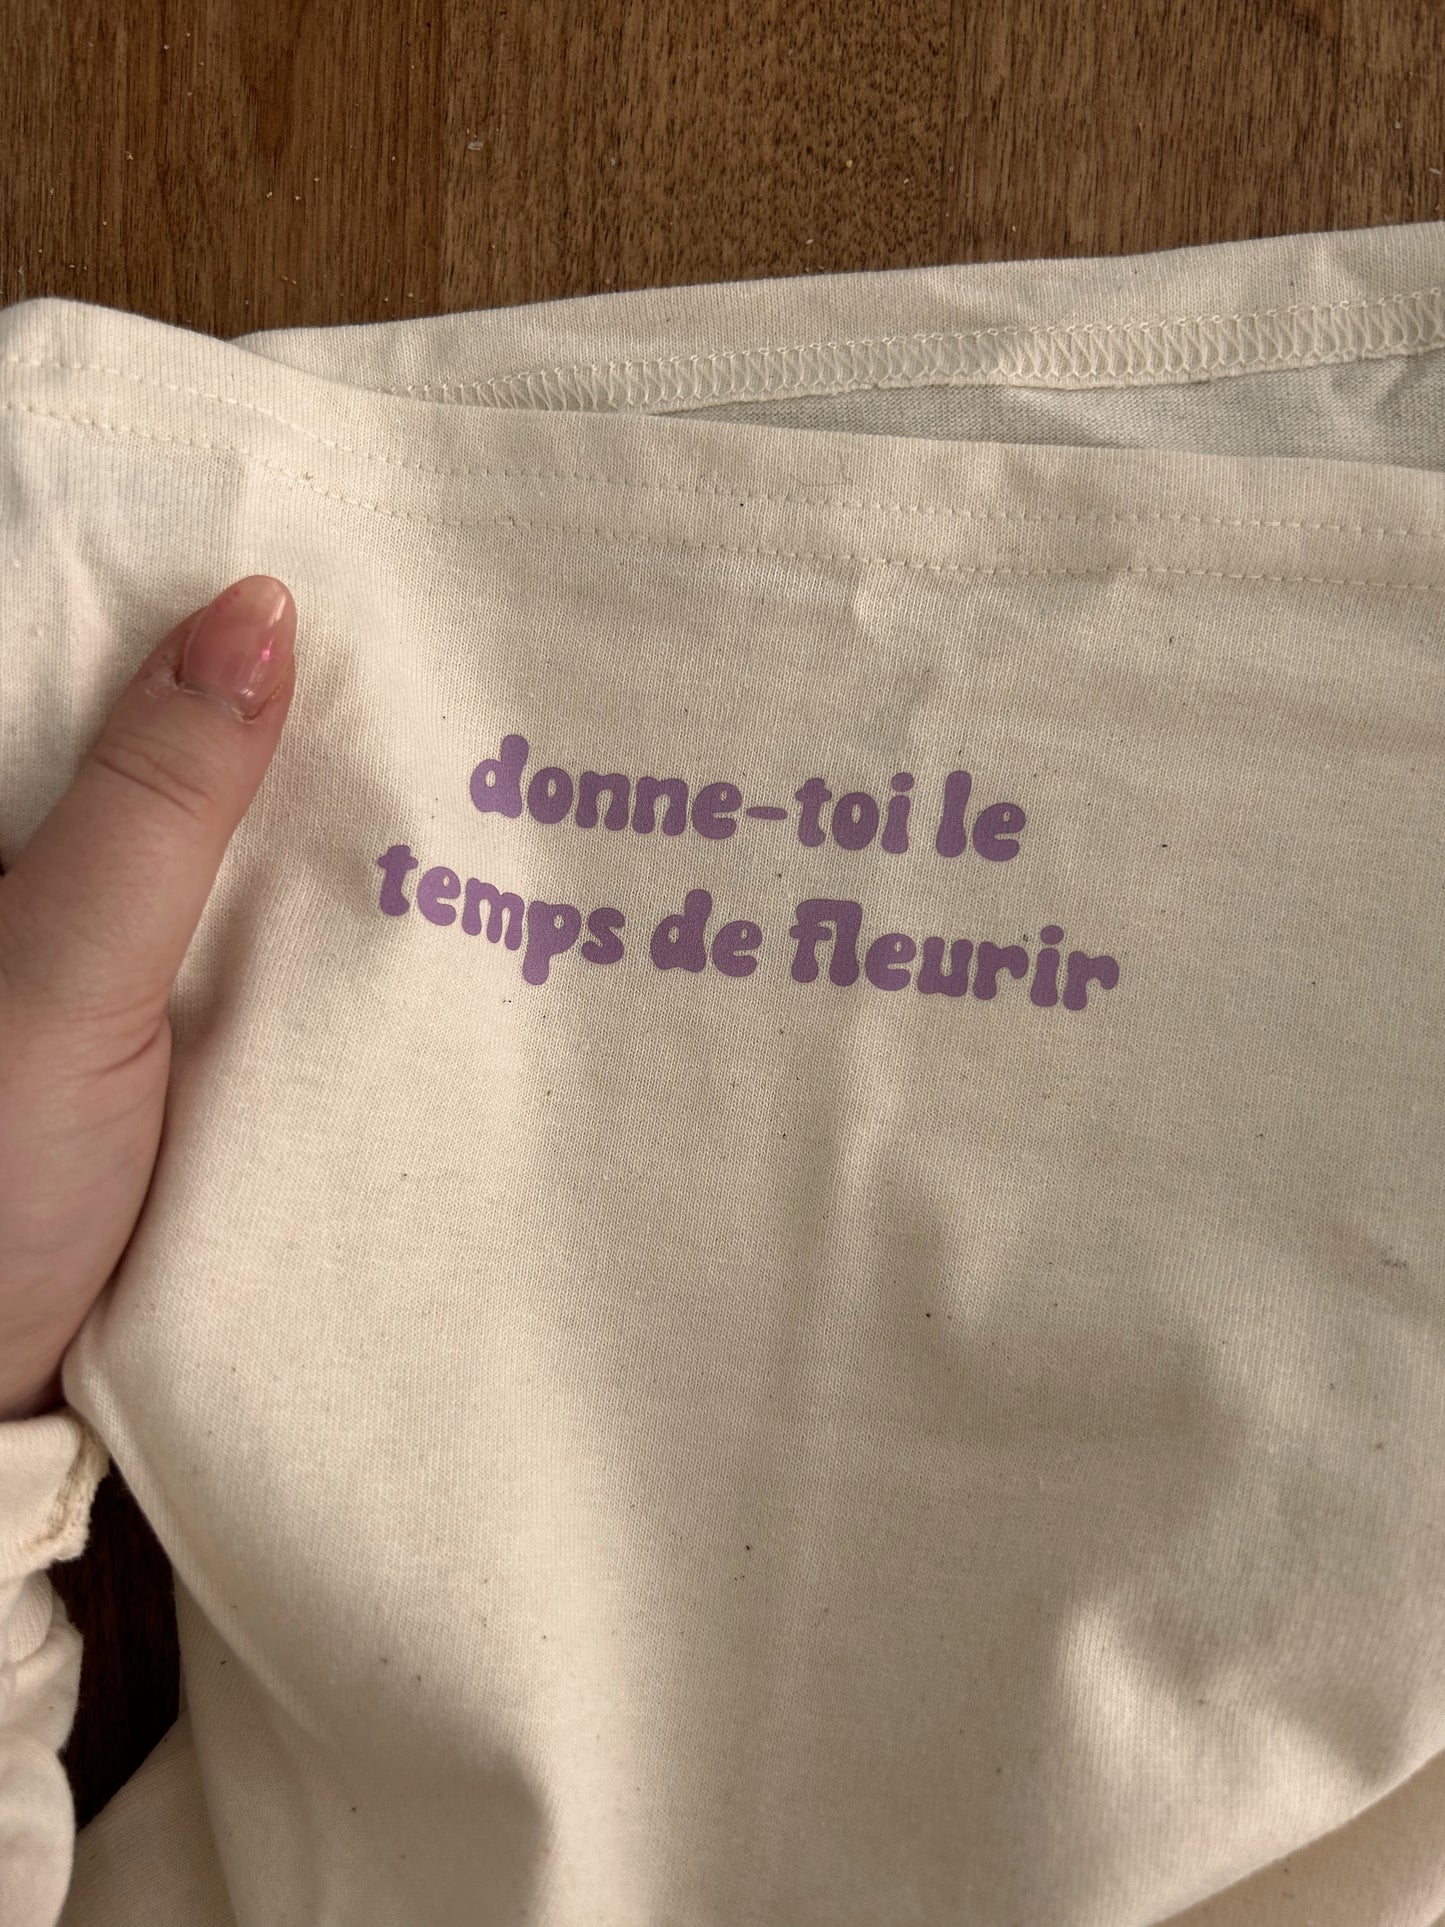 donne-toi le
temps de fleurir